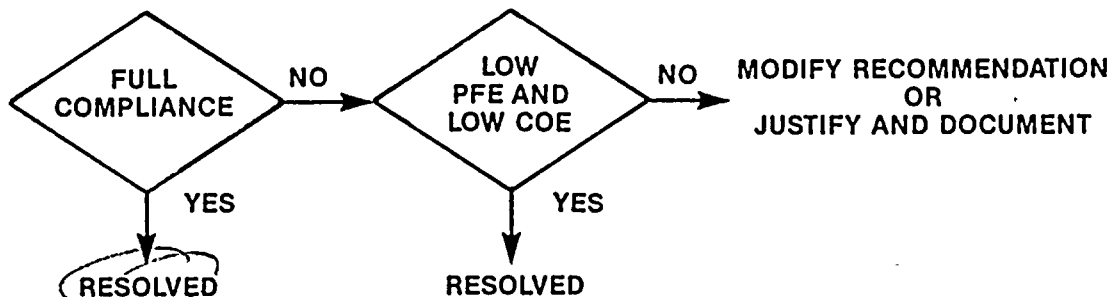 FULL
COMPLIANCE
NO
LOW
PFE AND
LOW COE
NO
MODIFY RECOMMENDATION
OR
JUSTIFY AND DOCUMENT
YES
YES
RESOLVED
RESOLVED